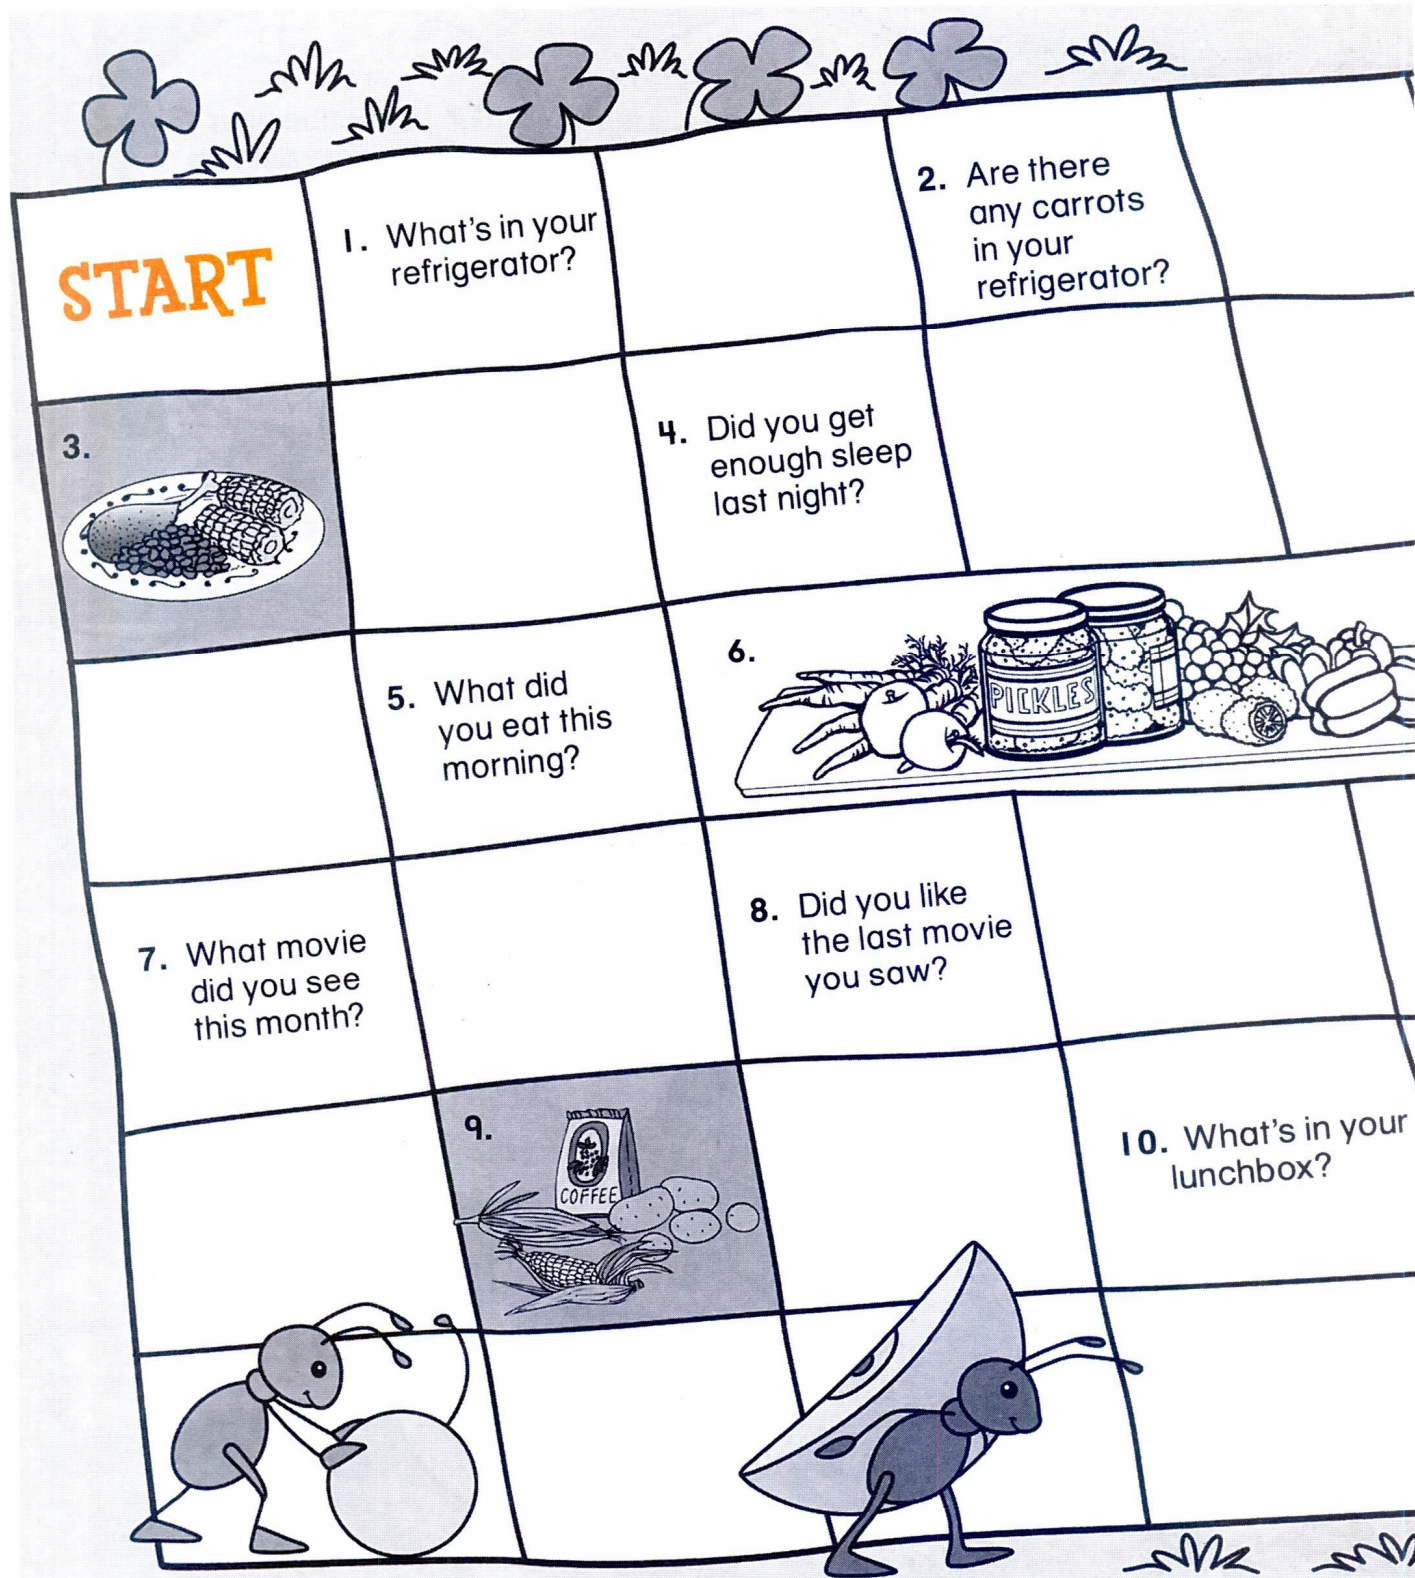 START
1. What's in your
refrigerator?
2. Are there
any carrots
in your
refrigerator?
3.
4. Did you get
enough sleep
last night?
5. What did
you eat this
morning?
6.
PICKLES
7. What movie
did you see
this month?
8. Did you like
the last movie
you saw?
9.
COFFEE
10. What's in your
lunchbox?